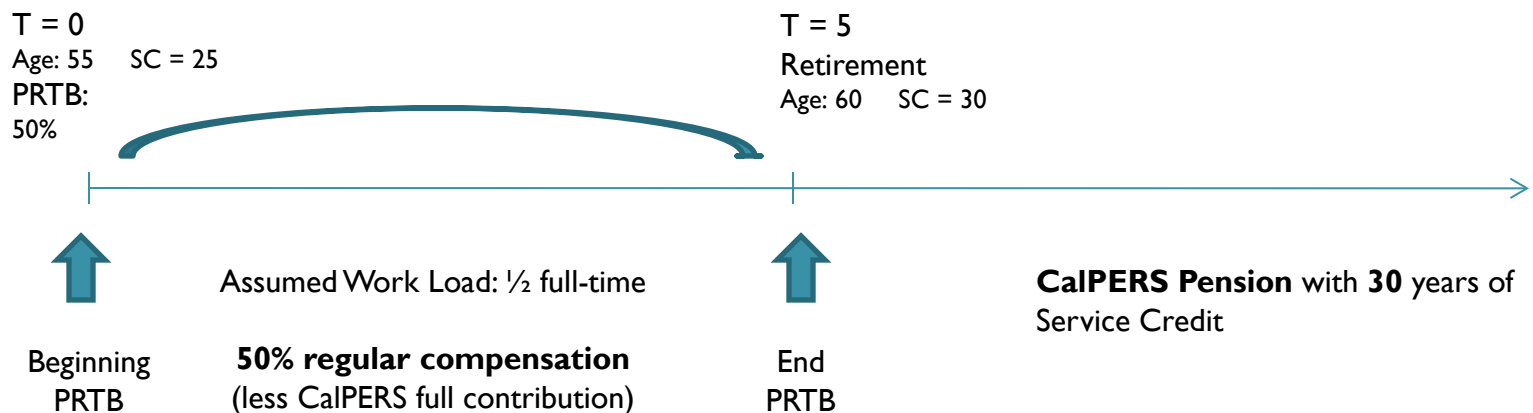 T = 0
Age: 55 SC = 25
PRTB:
50%
T = 5
Retirement
Age: 60 SC = 30
Beginning
PRTB
Assumed Work Load: ½ full-time
50% regular compensation
(less CalPERS full contribution)
End
PRTB
CalPERS Pension with 30 years of
Service Credit